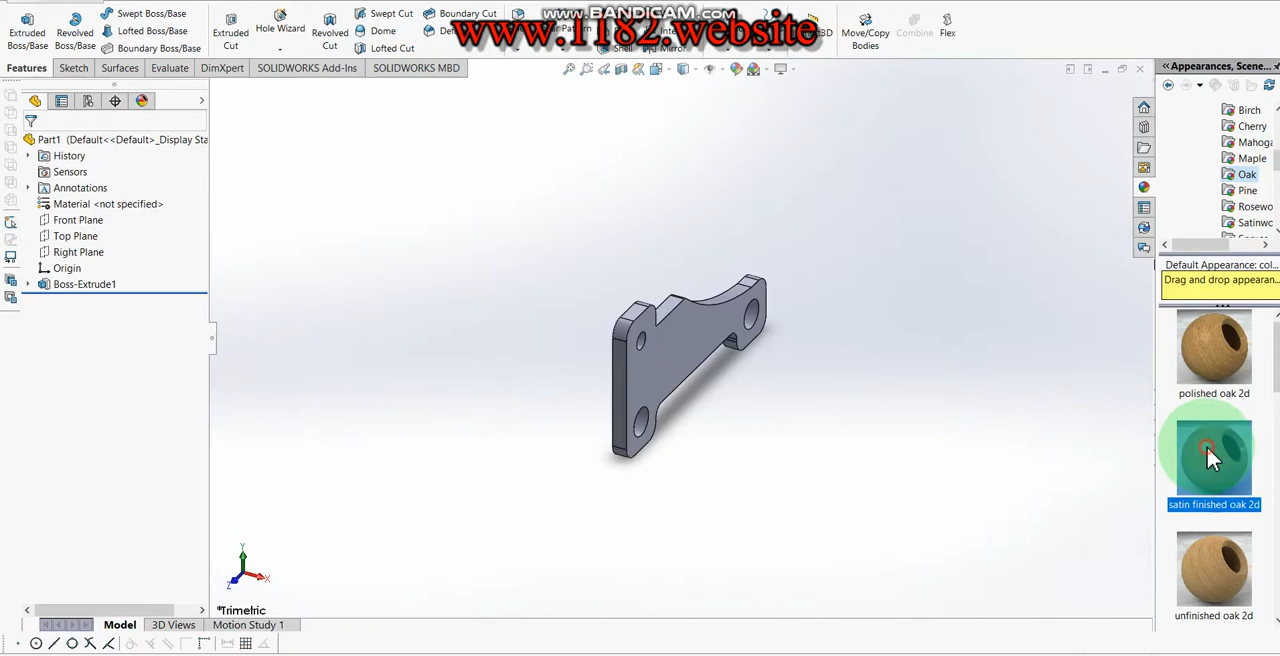 www.BANDICAM.com
www.1182.website
Extruded Boss/Base
Revolved Boss/Base
Swept Boss/Base
Lofted Boss/Base
Boundary Boss/Base
Extruded Cut
Hole Wizard
Revolved Cut
Swept Cut
Dome
Lofted Cut
Boundary Cut
Shell
Mirror
Move/Copy Bodies
Combine
Flex
Features
Sketch
Surfaces
Evaluate
DimXpert
SOLIDWORKS Add-Ins
SOLIDWORKS MBD
Part1 (Default<<Default>_Display Sta
History
Sensors
Annotations
Material <not specified>
Front Plane
Top Plane
Right Plane
Origin
Boss-Extrude1
Appearances, Scene...
Birch
Cherry
Mahoga
Maple
Oak
Pine
Rosewo
Satinwo
Default Appearance: col...
Drag and drop appearan...
polished oak 2d
satin finished oak 2d
unfinished oak 2d
Y
X
Z
*Trimetric
Model
3D Views
Motion Study 1